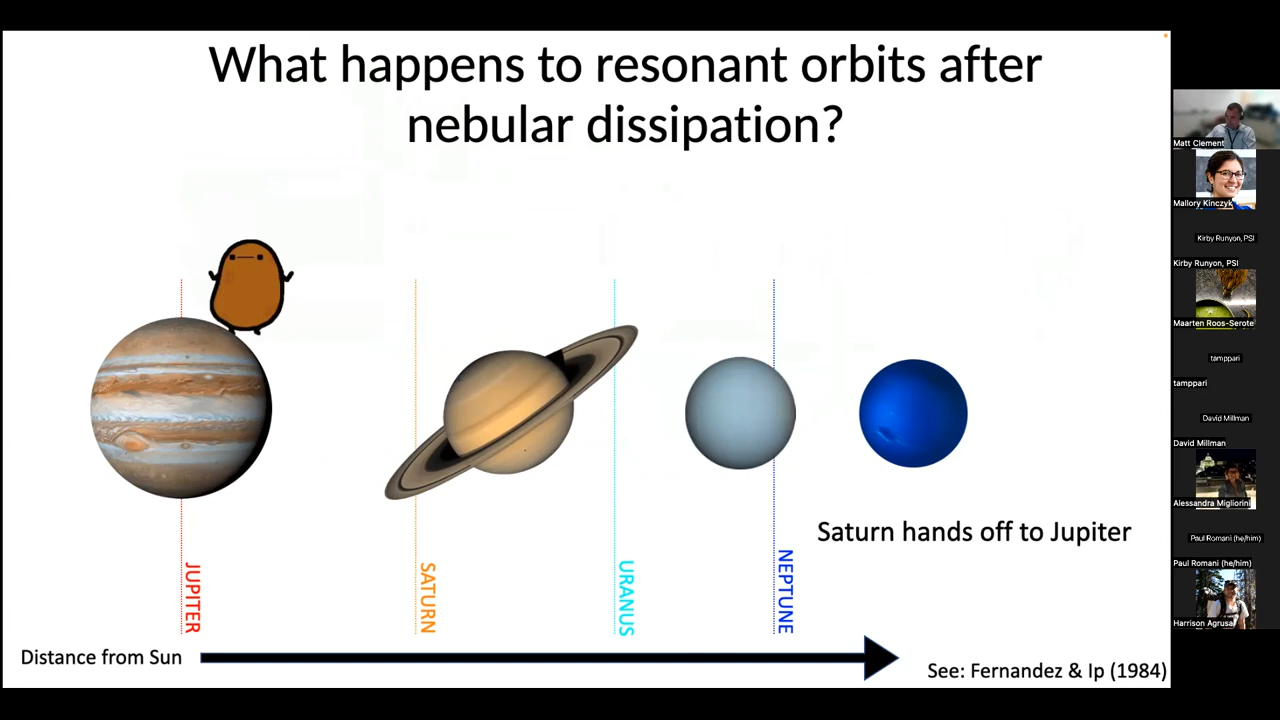 What happens to resonant orbits after
nebular dissipation?
JUPITER
SATURN
URANUS
NEPTUNE
Saturn hands off to Jupiter
Distance from Sun
See: Fernandez & Ip (1984)
Matt Clement
Mallory Kinczyk
Kirby Runyon, PSI
Kirby Runyon, PSI
Maarten Roos-Serote
tamppari
tamppari
David Millman
David Millman
Alessandra Migliorini
Paul Romani (he/him)
Paul Romani (he/him)
Harrison Agrusa